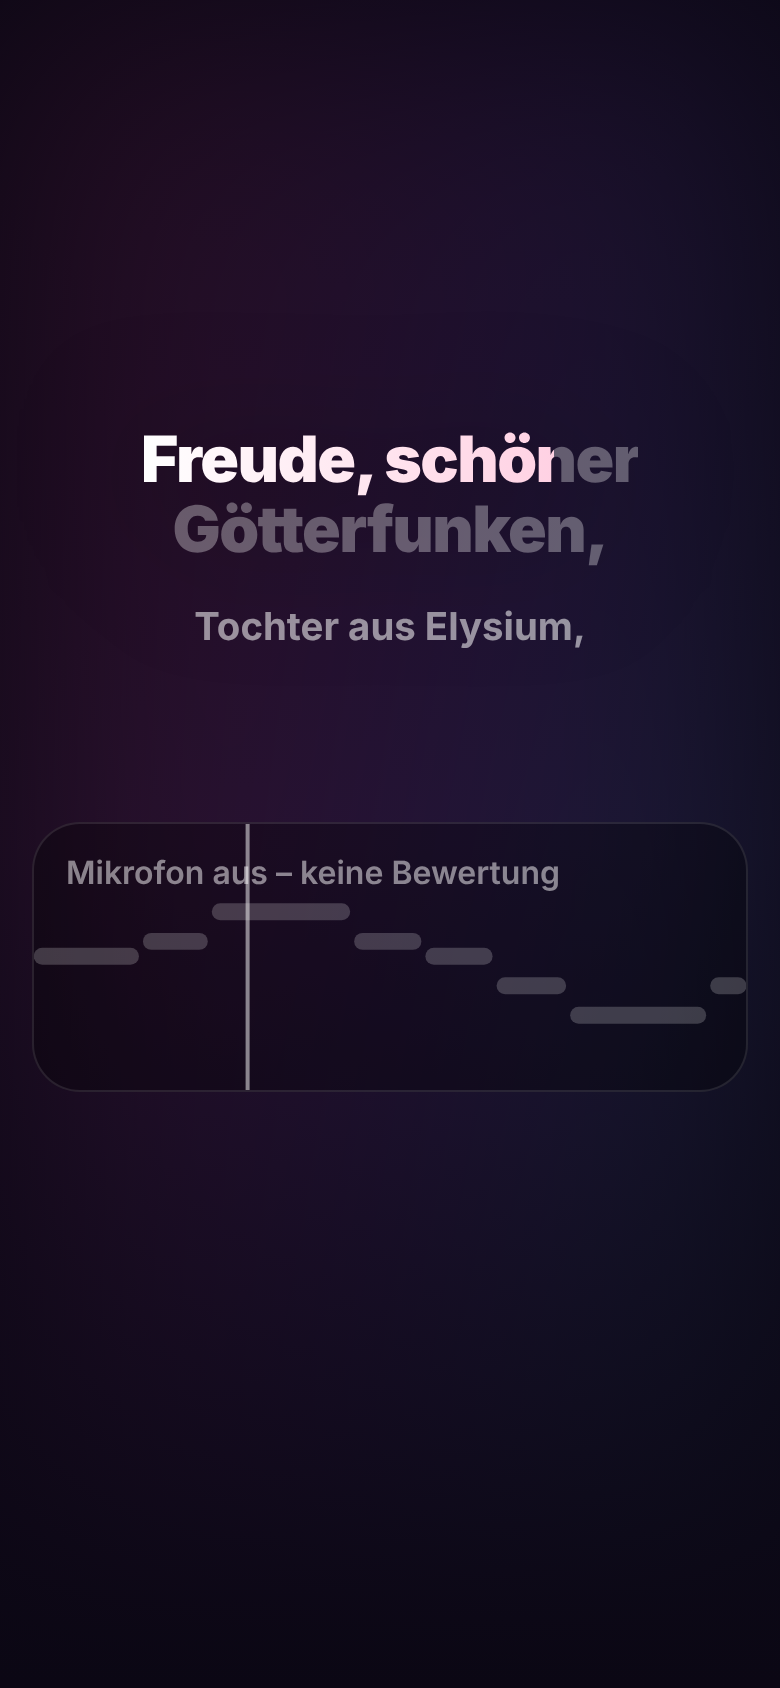 Freude, schöner
Götterfunken,
Tochter aus Elysium,
Mikrofon aus – keine Bewertung